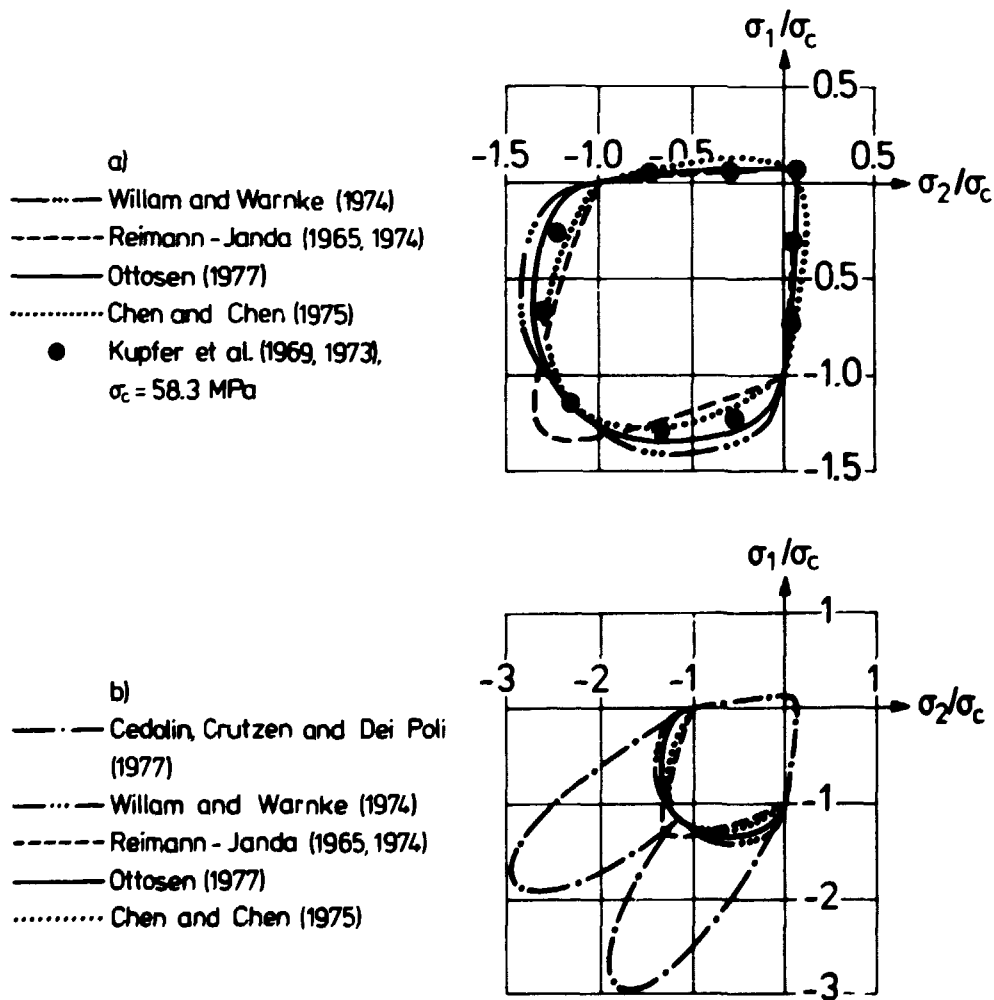 a)
Willam and Warnke (1974)
Reimann-Janda (1965, 1974)
Ottosen (1977)
Chen and Chen (1975)
Kupfer et al. (1969, 1973),
σc = 58.3 MPa
σ1/σc
0.5
-1.5 -1.0 -0.5 0.5
σ2/σc
0.5
-1.0
-1.5
b)
Cedolin, Crutzen and Dei Poli
(1977)
Willam and Warnke (1974)
Reimann-Janda (1965, 1974)
Ottosen (1977)
Chen and Chen (1975)
σ1/σc
1
-3 -2 -1 1
σ2/σc
-1
-2
-3